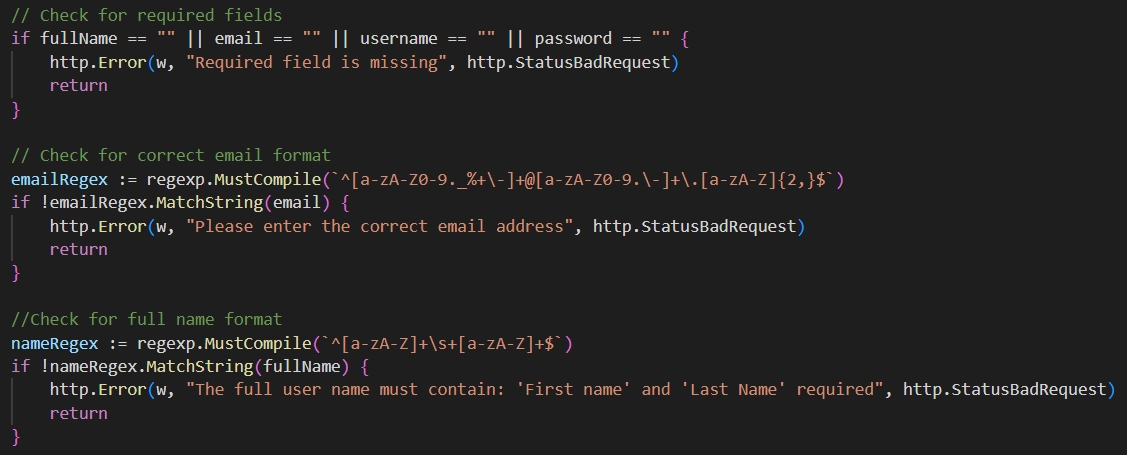 // Check for required fields
if fullName == "" || email == "" || username == "" || password == "" {
    http.Error(w, "Required field is missing", http.StatusBadRequest)
    return
}

// Check for correct email format
emailRegex := regexp.MustCompile(`^[a-zA-Z0-9._%+\-]+@[a-zA-Z0-9.\-]+\.[a-zA-Z]{2,}$`)
if !emailRegex.MatchString(email) {
    http.Error(w, "Please enter the correct email address", http.StatusBadRequest)
    return
}

//Check for full name format
nameRegex := regexp.MustCompile(`^[a-zA-Z]+\s+[a-zA-Z]+$`)
if !nameRegex.MatchString(fullName) {
    http.Error(w, "The full user name must contain: 'First name' and 'Last Name' required", http.StatusBadRequest)
    return
}